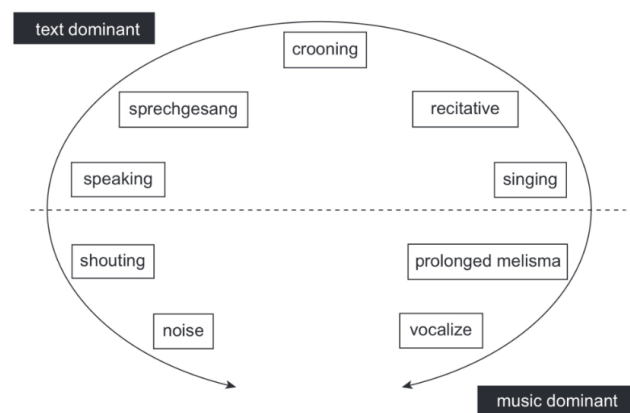 text dominant
crooning
sprechgesang
recitative
speaking
singing
shouting
prolonged melisma
noise
vocalize
music dominant